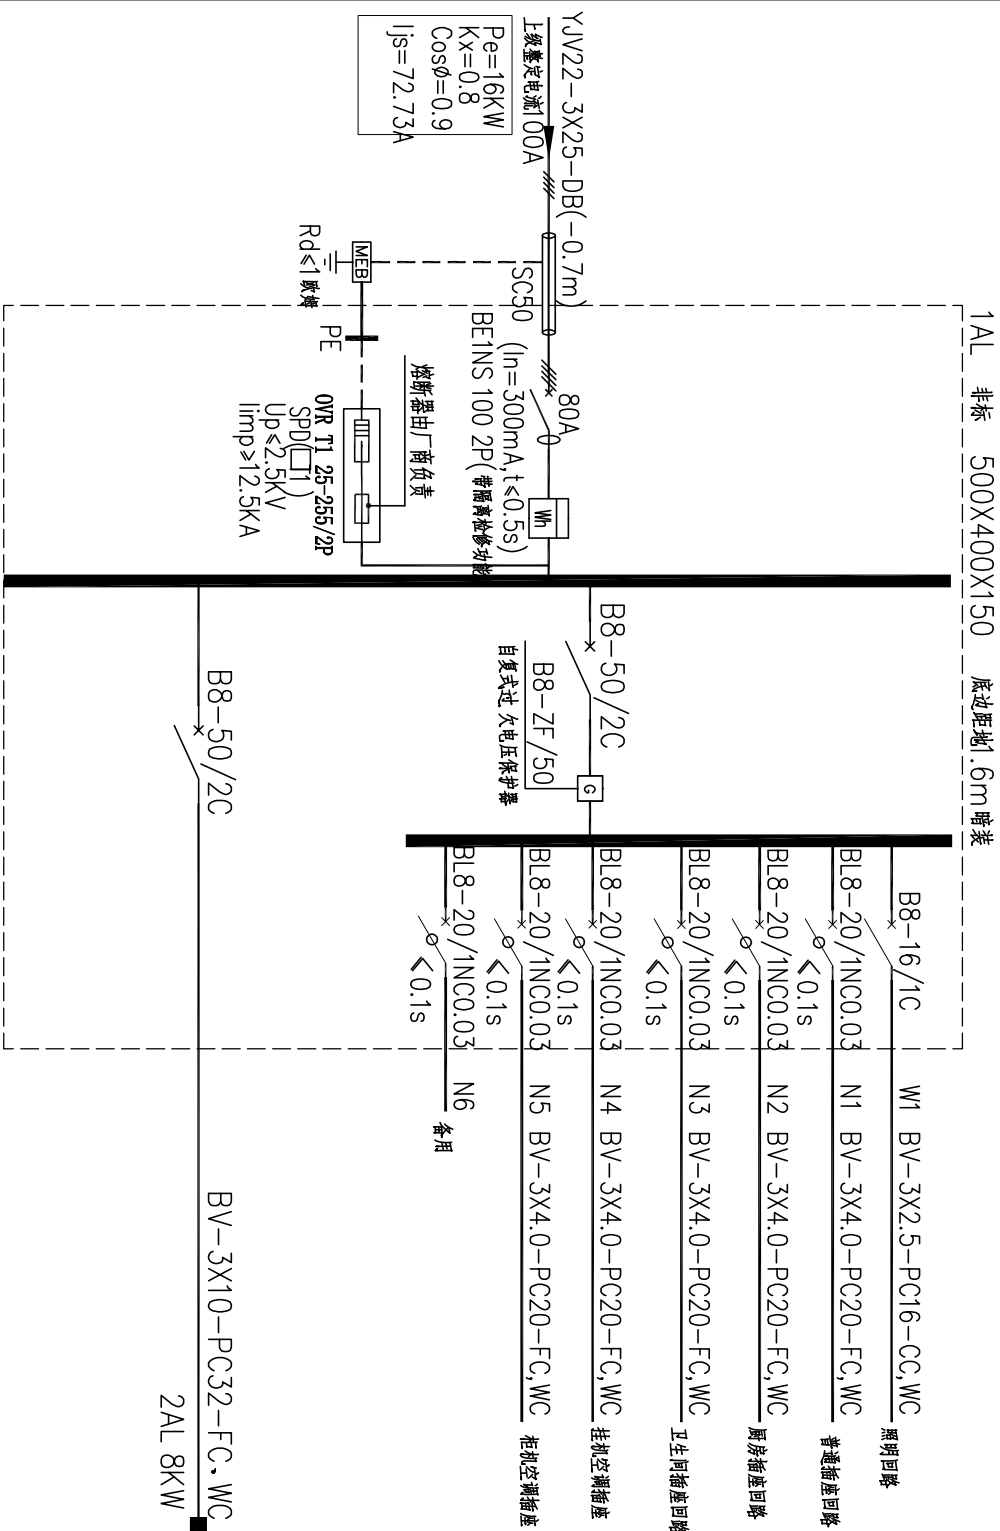 1AL 非标 500X400X150 底边距地1.6m暗装
YJV22-3X25-DB(-0.7m)
上级整定电流100A
SC50
Pe=16KW
Kx=0.8
CosØ=0.9
Ijs=72.73A
MEB
Rd≤1欧姆
PE
80A
(In=300mA,t≤0.5s)
BE1NS 100 2P(带隔离检修功能
Wh
熔断器由厂商负责
OVR T1 25-255/2P
SPD(□1)
Up≤2.5KV
Iimp≥12.5KA
B8-50/2C
G
B8-ZF/50
自复式过 欠电压保护器
B8-16/1C W1 BV-3X2.5-PC16-CC,WC 照明回路
BL8-20/1NC0.03 N1 BV-3X4.0-PC20-FC,WC 普通插座回路
≤0.1s
BL8-20/1NC0.03 N2 BV-3X4.0-PC20-FC,WC 厨房插座回路
≤0.1s
BL8-20/1NC0.03 N3 BV-3X4.0-PC20-FC,WC 卫生间插座回路
≤0.1s
BL8-20/1NC0.03 N4 BV-3X4.0-PC20-FC,WC 挂机空调插座
≤0.1s
BL8-20/1NC0.03 N5 BV-3X4.0-PC20-FC,WC 柜机空调插座
≤0.1s
BL8-20/1NC0.03 N6 备用
≤0.1s
B8-50/2C BV-3X10-PC32-FC、WC
2AL 8KW